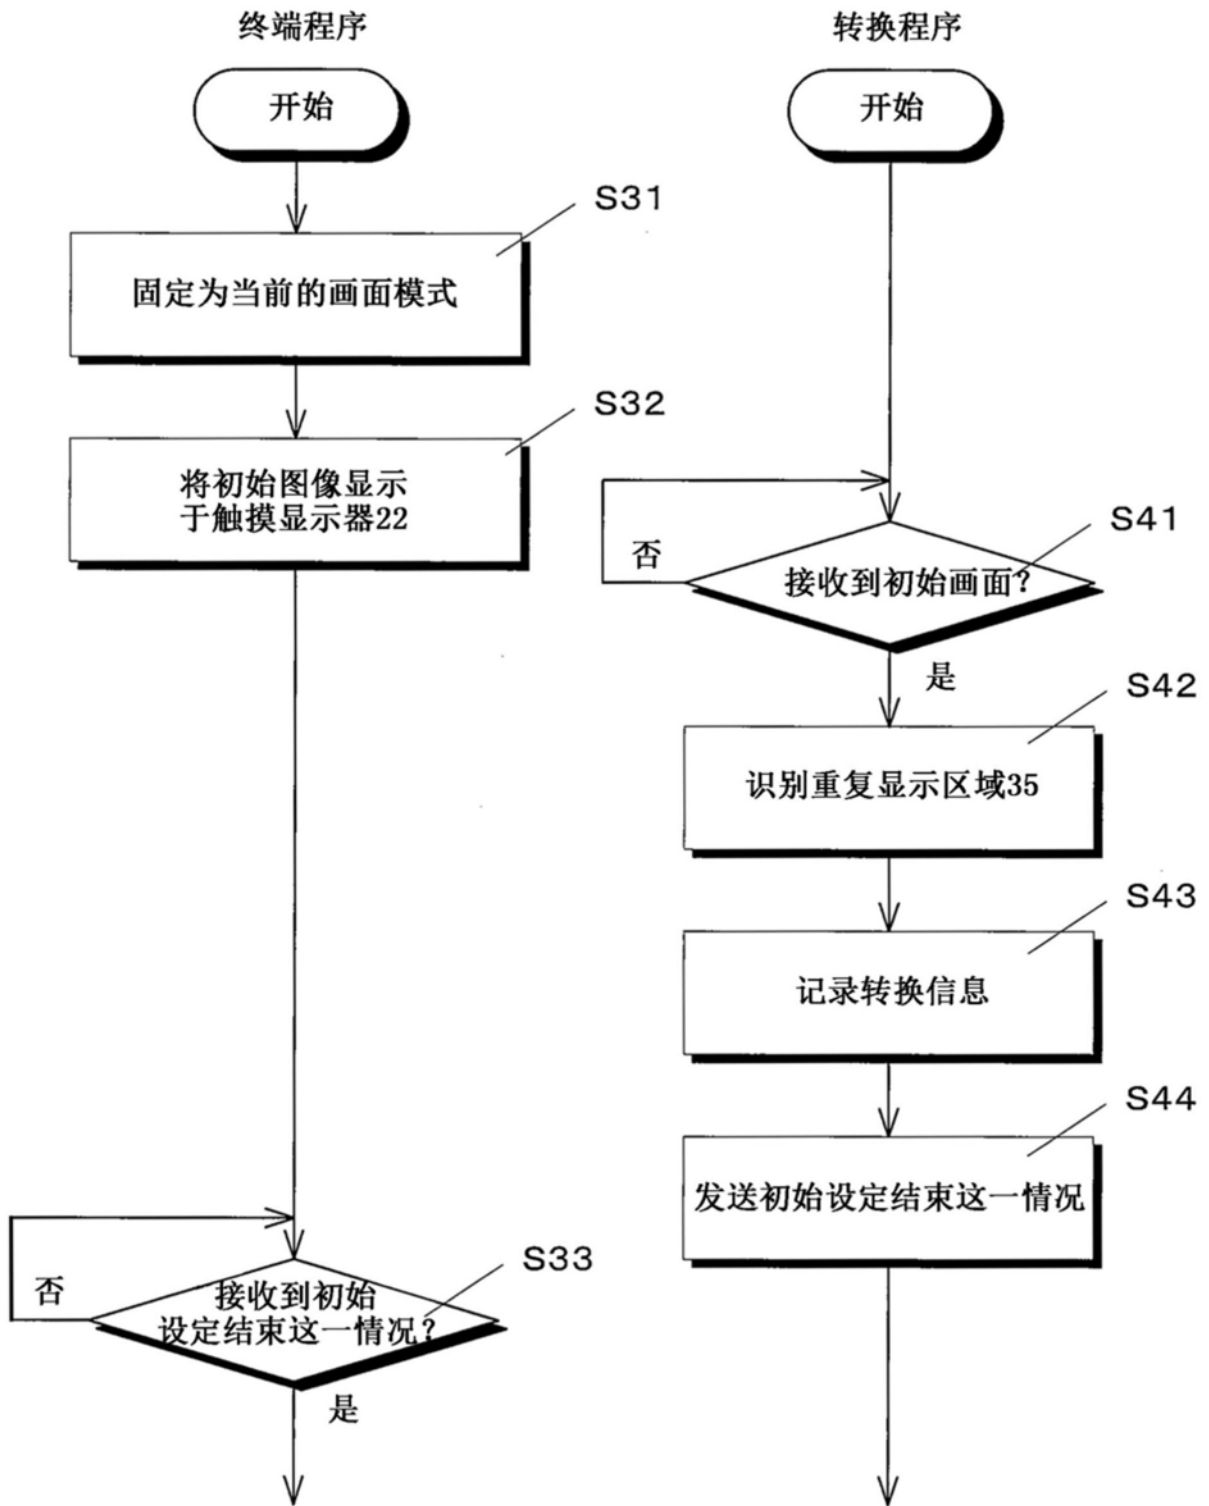 终端程序
开始
S31
固定为当前的画面模式
S32
将初始图像显示
于触摸显示器22
否
接收到初始
设定结束这一情况?
S33
是
转换程序
开始
否
接收到初始画面?
S41
是
S42
识别重复显示区域35
S43
记录转换信息
S44
发送初始设定结束这一情况